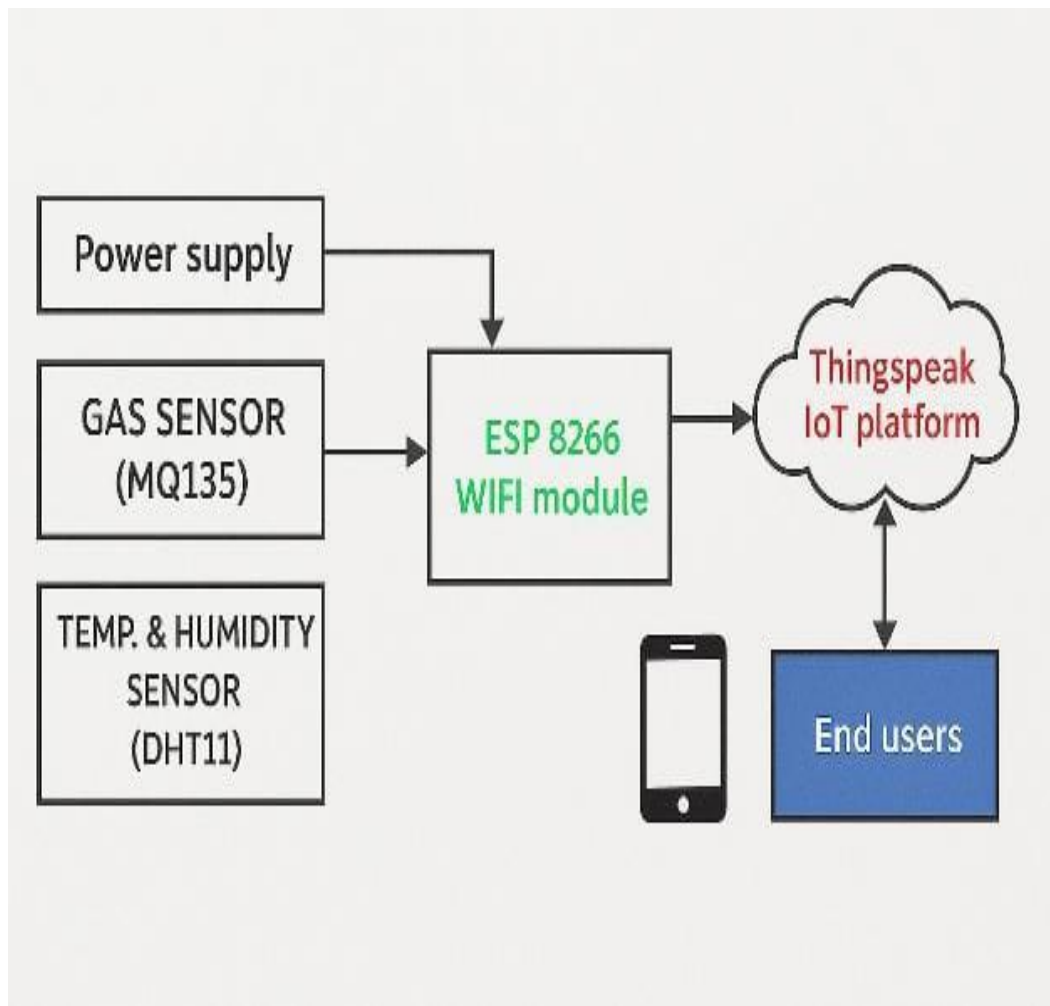 Power supply
GAS SENSOR
(MQ135)
TEMP. & HUMIDITY
SENSOR
(DHT11)
ESP 8266
WIFI module
Thingspeak
IoT platform
End users